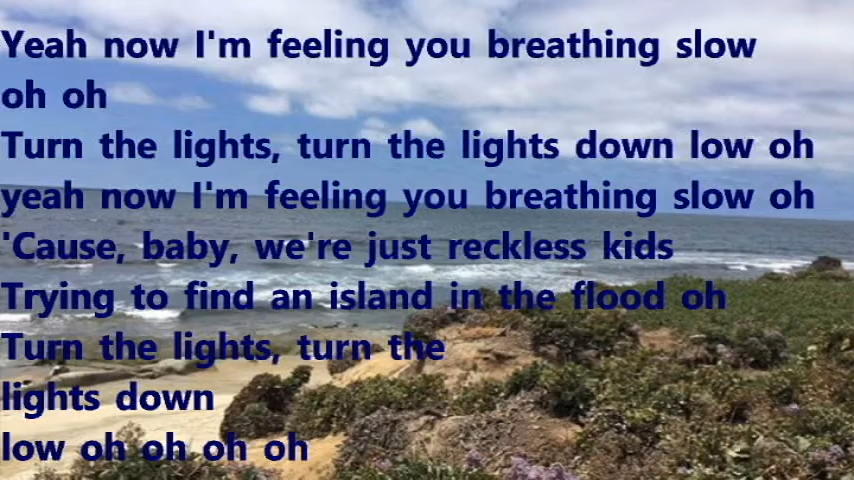 Yeah now I'm feeling you breathing slow
oh oh
Turn the lights, turn the lights down low oh
yeah now I'm feeling you breathing slow oh
'Cause, baby, we're just reckless kids
Trying to find an island in the flood oh
Turn the lights, turn the
lights down
low oh oh oh oh